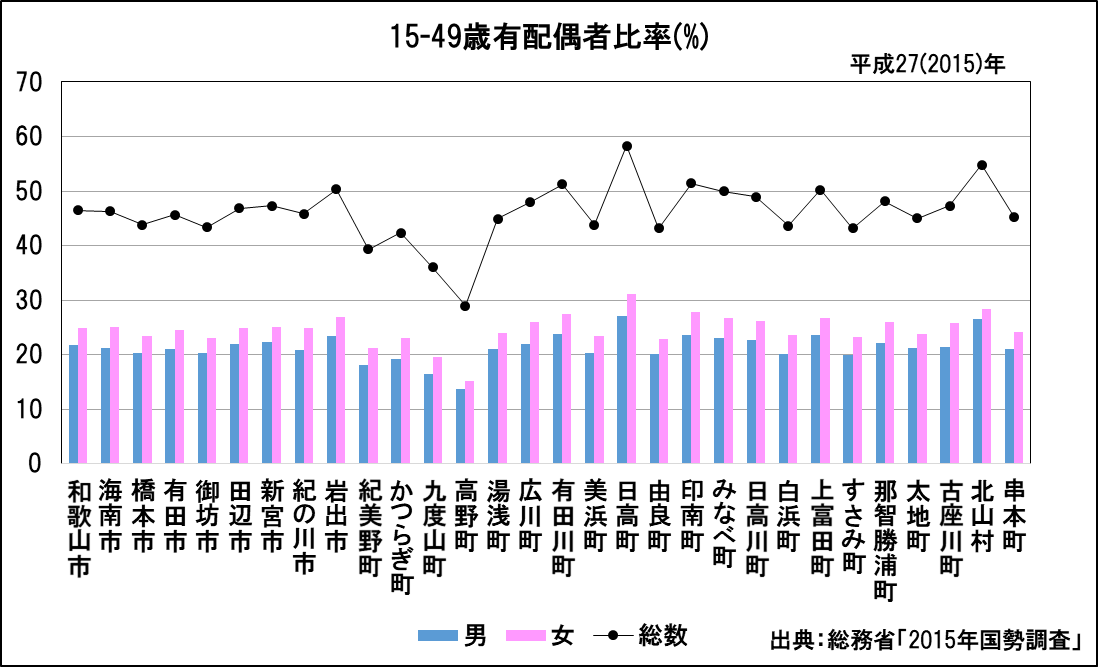 15-49歳有配偶者比率(%)
平成27(2015)年
70
60
50
40
30
20
10
0
和歌山市
海南市
橋本市
有田市
御坊市
田辺市
新宮市
紀の川市
岩出市
紀美野町
かつらぎ町
九度山町
高野町
湯浅町
広川町
有田川町
美浜町
日高町
由良町
印南町
みなべ町
日高川町
白浜町
上富田町
すさみ町
那智勝浦町
太地町
古座川町
北山村
串本町
男 女 総数
出典：総務省｢2015年国勢調査｣